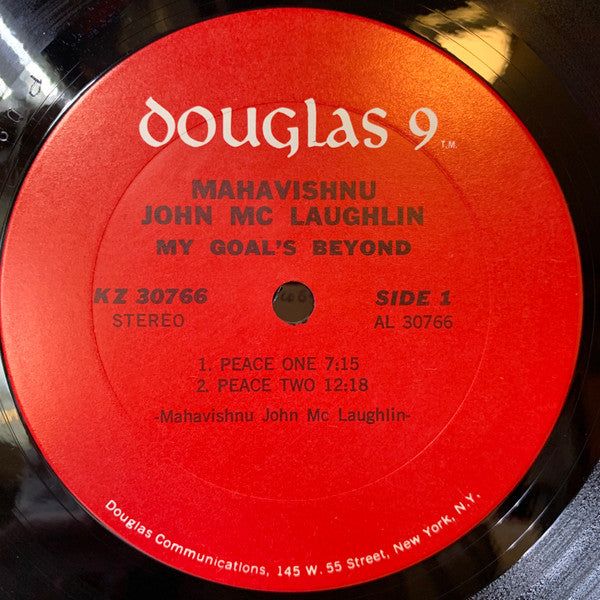 Douglas 9 T.M.
MAHAVISHNU
JOHN MC LAUGHLIN
MY GOAL'S BEYOND
KZ 30766
STEREO
SIDE 1
AL 30766
1. PEACE ONE 7:15
2. PEACE TWO 12:18
-Mahavishnu John Mc Laughlin-
Douglas Communications, 145 W. 55 Street, New York, N.Y.